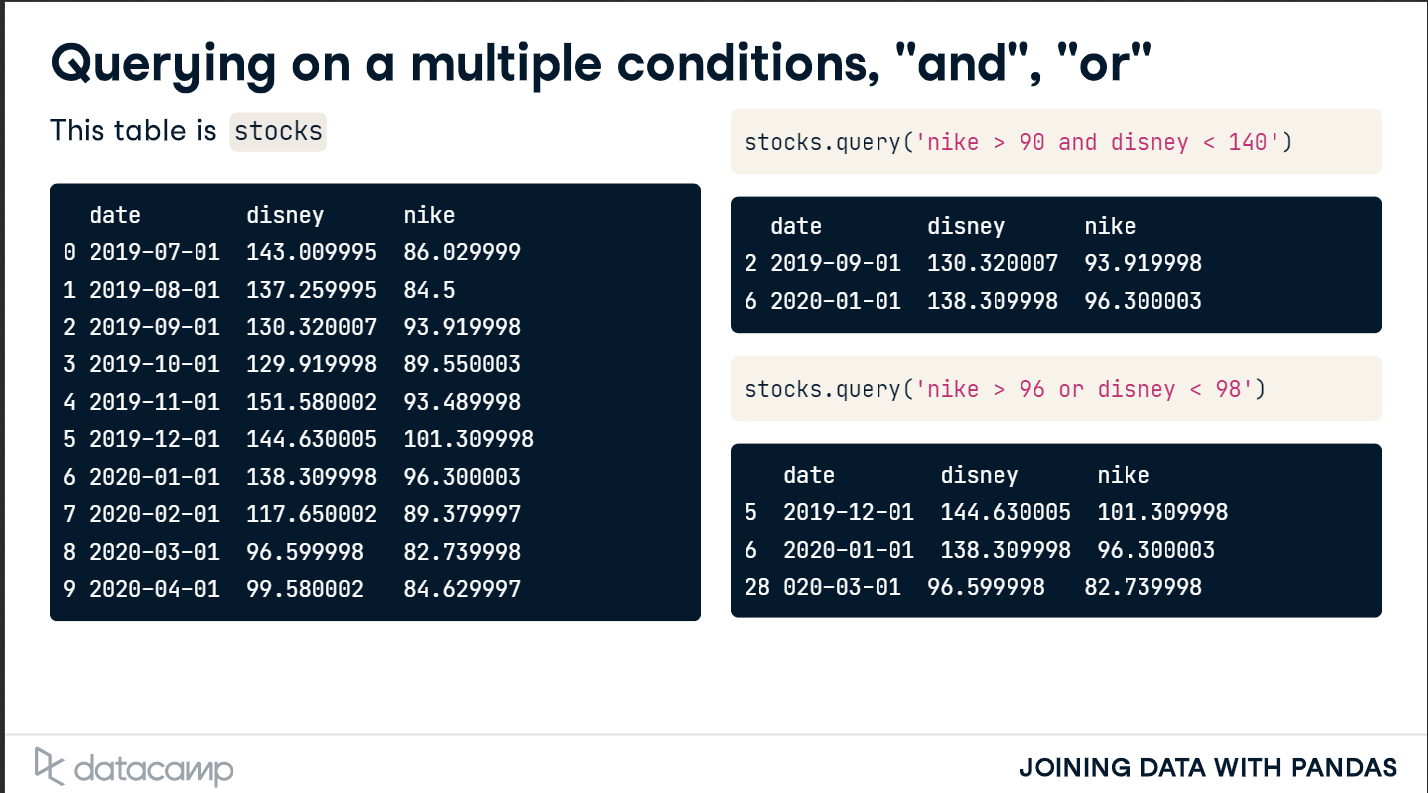 Querying on a multiple conditions, "and", "or"
This table is stocks
date disney nike
0 2019-07-01 143.009995 86.029999
1 2019-08-01 137.259995 84.5
2 2019-09-01 130.320007 93.919998
3 2019-10-01 129.919998 89.550003
4 2019-11-01 151.580002 93.489998
5 2019-12-01 144.630005 101.309998
6 2020-01-01 138.309998 96.300003
7 2020-02-01 117.650002 89.379997
8 2020-03-01 96.599998 82.739998
9 2020-04-01 99.580002 84.629997
stocks.query('nike > 90 and disney < 140')
date disney nike
2 2019-09-01 130.320007 93.919998
6 2020-01-01 138.309998 96.300003
stocks.query('nike > 96 or disney < 98')
date disney nike
5 2019-12-01 144.630005 101.309998
6 2020-01-01 138.309998 96.300003
28 020-03-01 96.599998 82.739998
datacamp
JOINING DATA WITH PANDAS